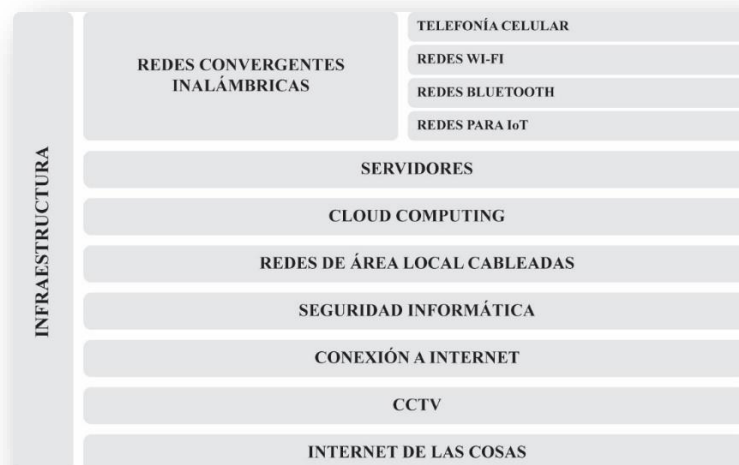 INFRAESTRUCTURA
REDES CONVERGENTES
INALÁMBRICAS
TELEFONÍA CELULAR
REDES WI-FI
REDES BLUETOOTH
REDES PARA IoT
SERVIDORES
CLOUD COMPUTING
REDES DE ÁREA LOCAL CABLEADAS
SEGURIDAD INFORMÁTICA
CONEXIÓN A INTERNET
CCTV
INTERNET DE LAS COSAS